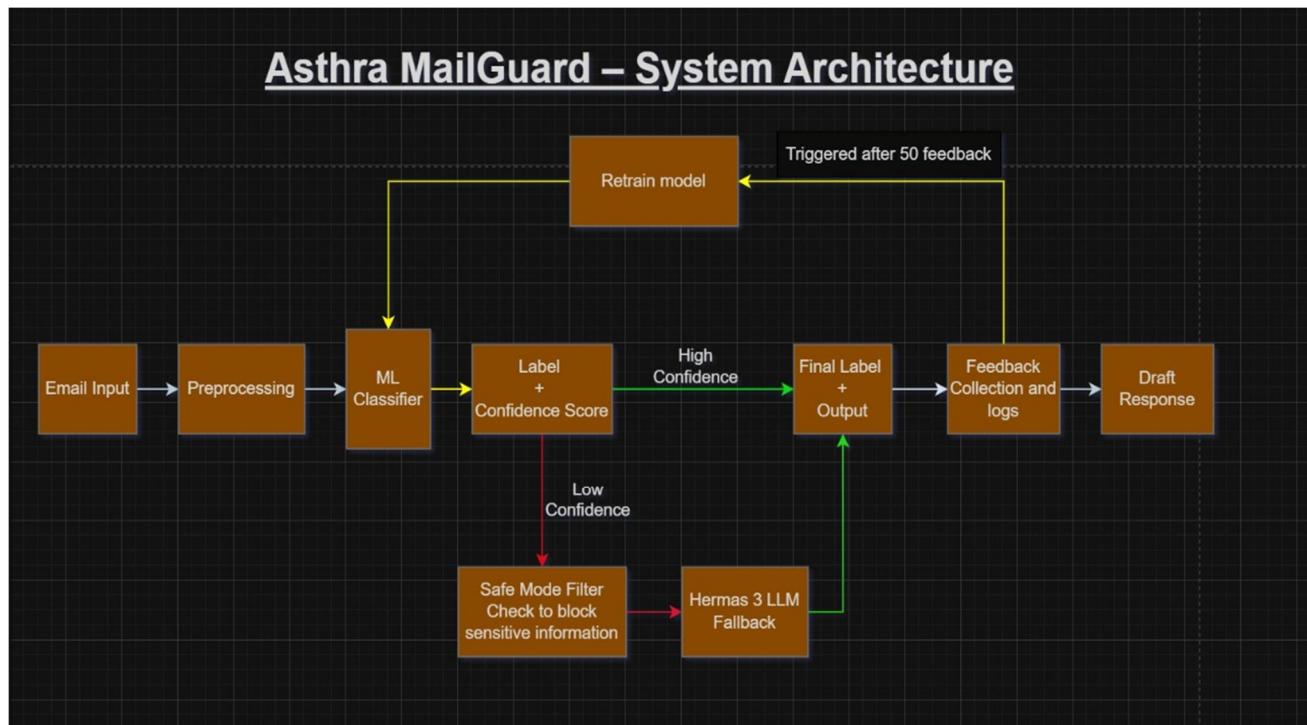 Asthra MailGuard – System Architecture
Triggered after 50 feedback
Retrain model
Email Input
Preprocessing
ML
Classifier
Label
+
Confidence Score
High
Confidence
Final Label
+
Output
Feedback
Collection and
logs
Draft
Response
Low
Confidence
Safe Mode Filter
Check to block
sensitive information
Hermas 3 LLM
Fallback